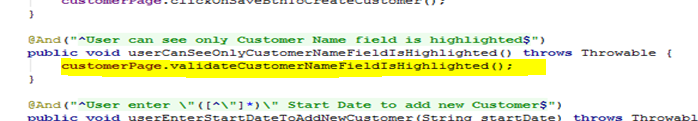 customerPage.clickOnSaveBtnToCreateCustomer();
}
@And("^User can see only Customer Name field is highlighted$")
public void userCanSeeOnlyCustomerNameFieldIsHighlighted() throws Throwable {
customerPage.validateCustomerNameFieldIsHighlighted();
}
@And("^User enter \"([^\"]*)\" Start Date to add new Customer$")
public void userEnterStartDateToAddNewCustomer(String startDate) throws Throwabl